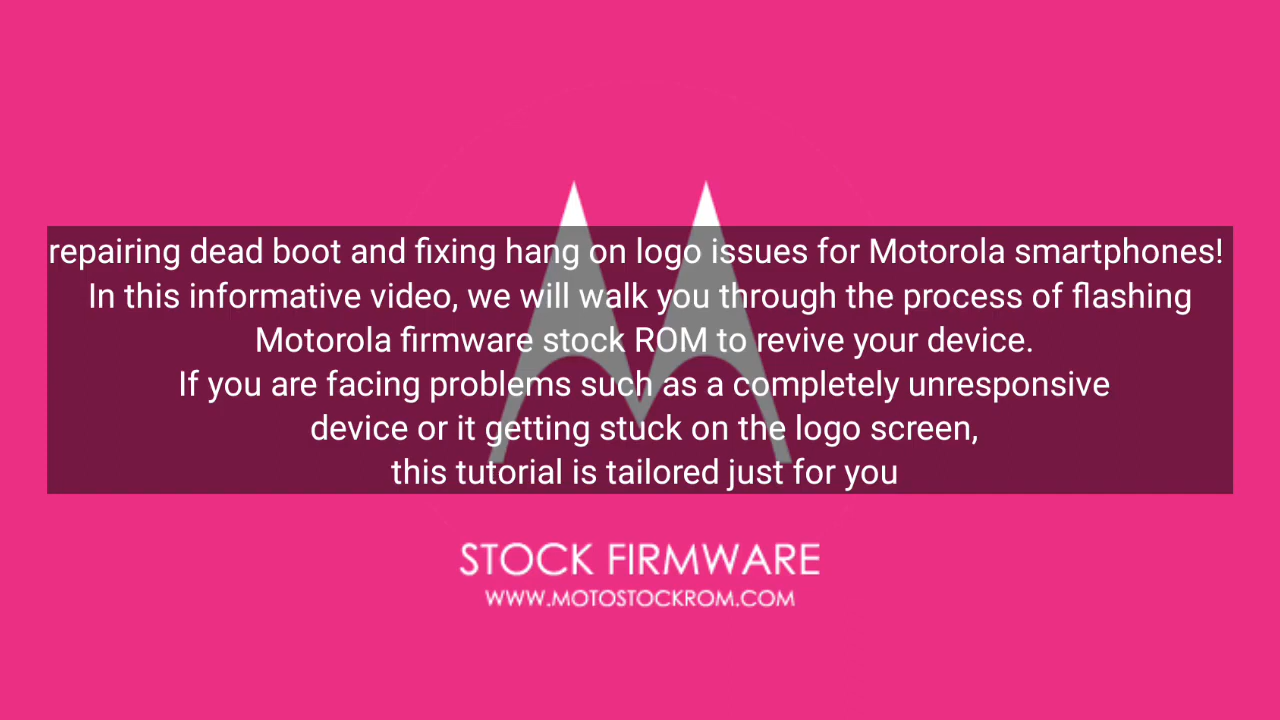 repairing dead boot and fixing hang on logo issues for Motorola smartphones!
In this informative video, we will walk you through the process of flashing
Motorola firmware stock ROM to revive your device.
If you are facing problems such as a completely unresponsive
device or it getting stuck on the logo screen,
this tutorial is tailored just for you
STOCK FIRMWARE
WWW.MOTOSTOCKROM.COM